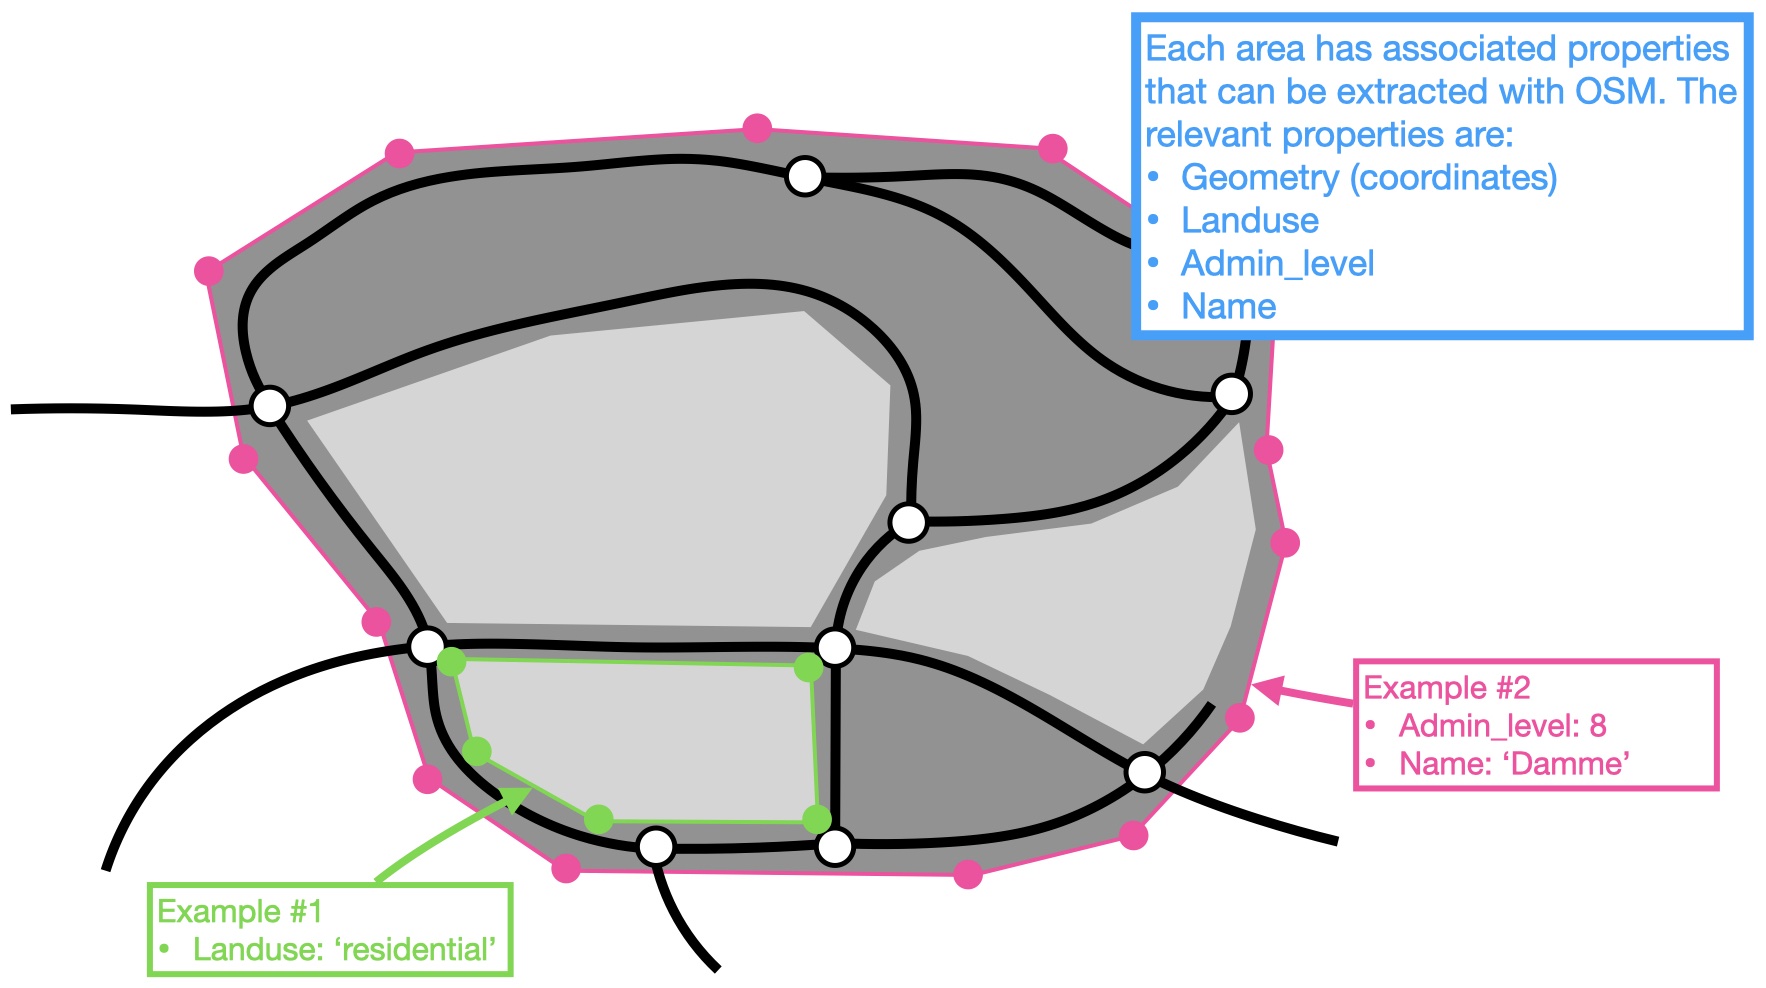 Each area has associated properties
that can be extracted with OSM. The
relevant properties are:
• Geometry (coordinates)
• Landuse
• Admin_level
• Name
Example #2
• Admin_level: 8
• Name: ‘Damme’
Example #1
• Landuse: ‘residential’